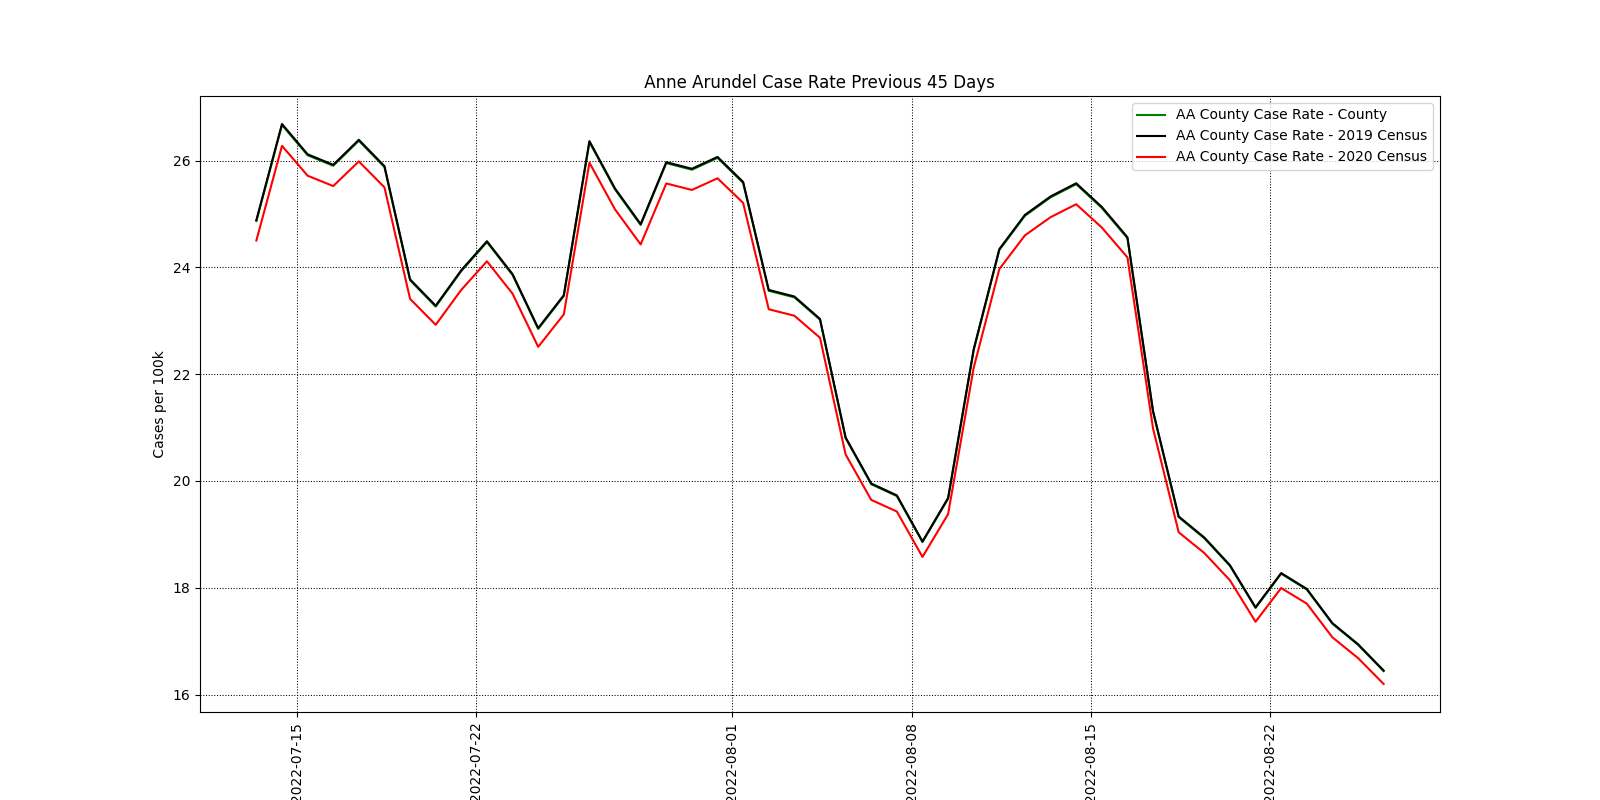 Anne Arundel Case Rate Previous 45 Days
AA County Case Rate - County
AA County Case Rate - 2019 Census
AA County Case Rate - 2020 Census
Cases per 100k
26
24
22
20
18
16
2022-07-15
2022-07-22
2022-08-01
2022-08-08
2022-08-15
2022-08-22